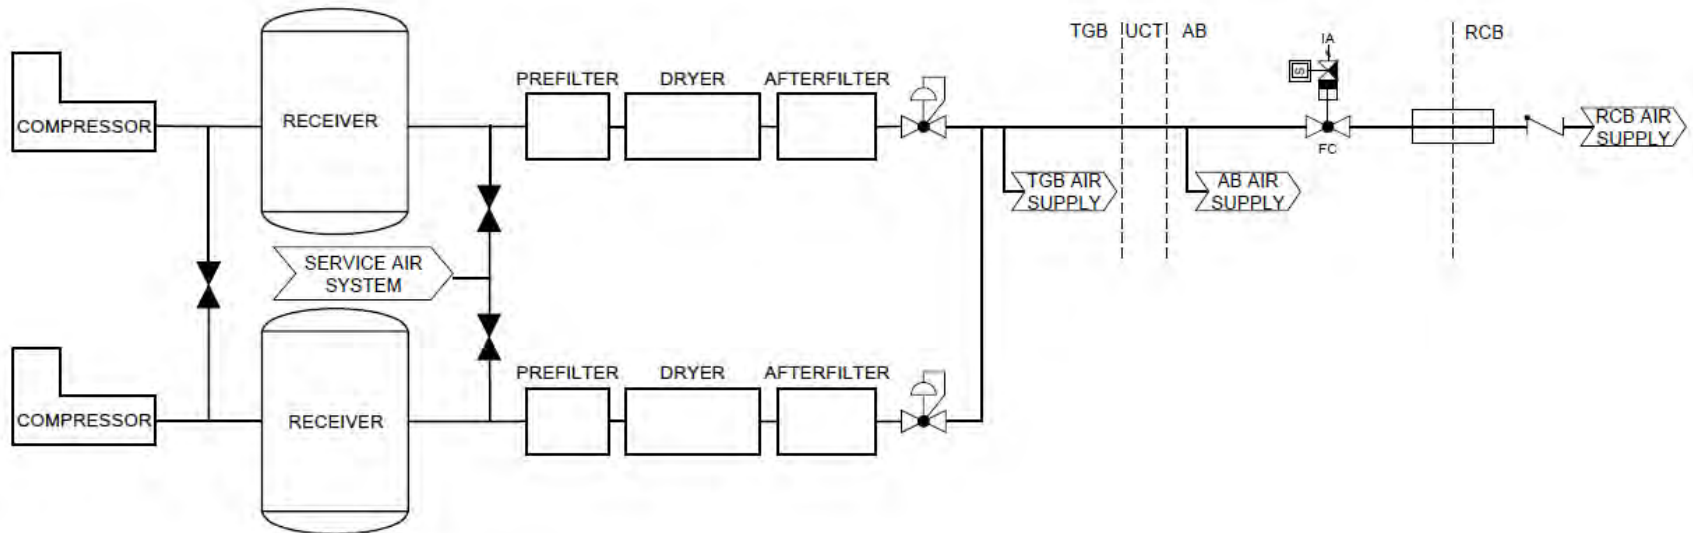 TGB
UCT
AB
RCB
IA
S
PREFILTER
DRYER
AFTERFILTER
COMPRESSOR
RECEIVER
FC
RCB AIR
SUPPLY
TGB AIR
SUPPLY
AB AIR
SUPPLY
SERVICE AIR
SYSTEM
PREFILTER
DRYER
AFTERFILTER
COMPRESSOR
RECEIVER